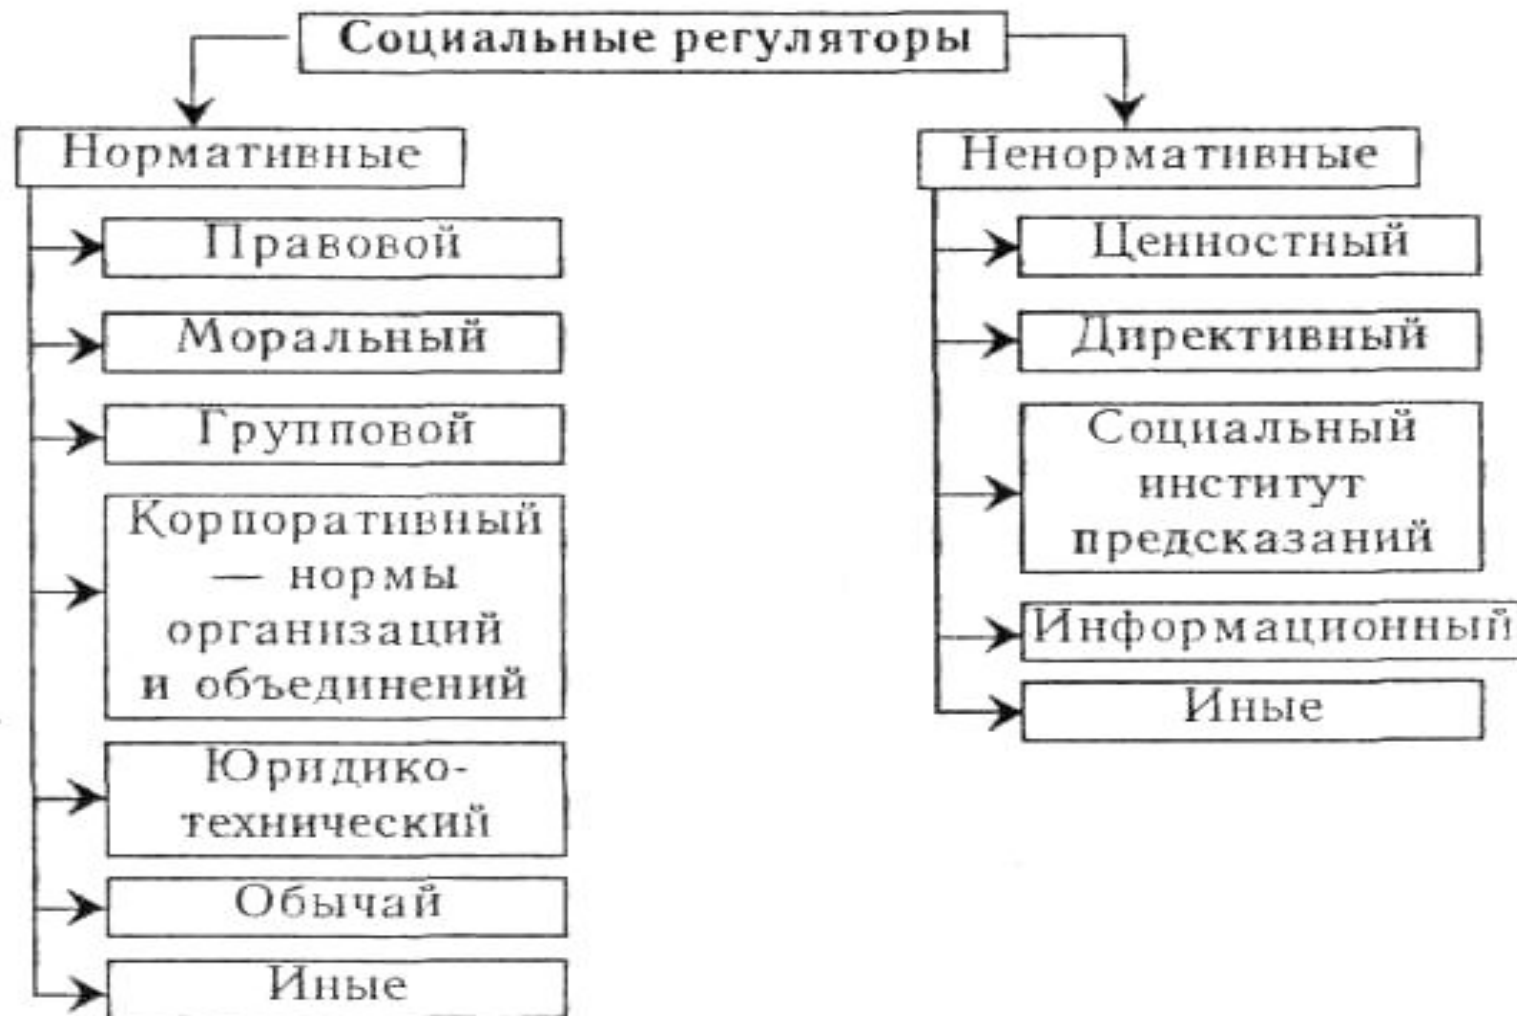 Социальные регуляторы
Нормативные
Правовой
Моральный
Групповой
Корпоративный
— нормы
организаций
и объединений
Юридико-
технический
Обычай
Иные
Ненормативные
Ценностный
Директивный
Социальный
институт
предсказаний
Информационный
Иные